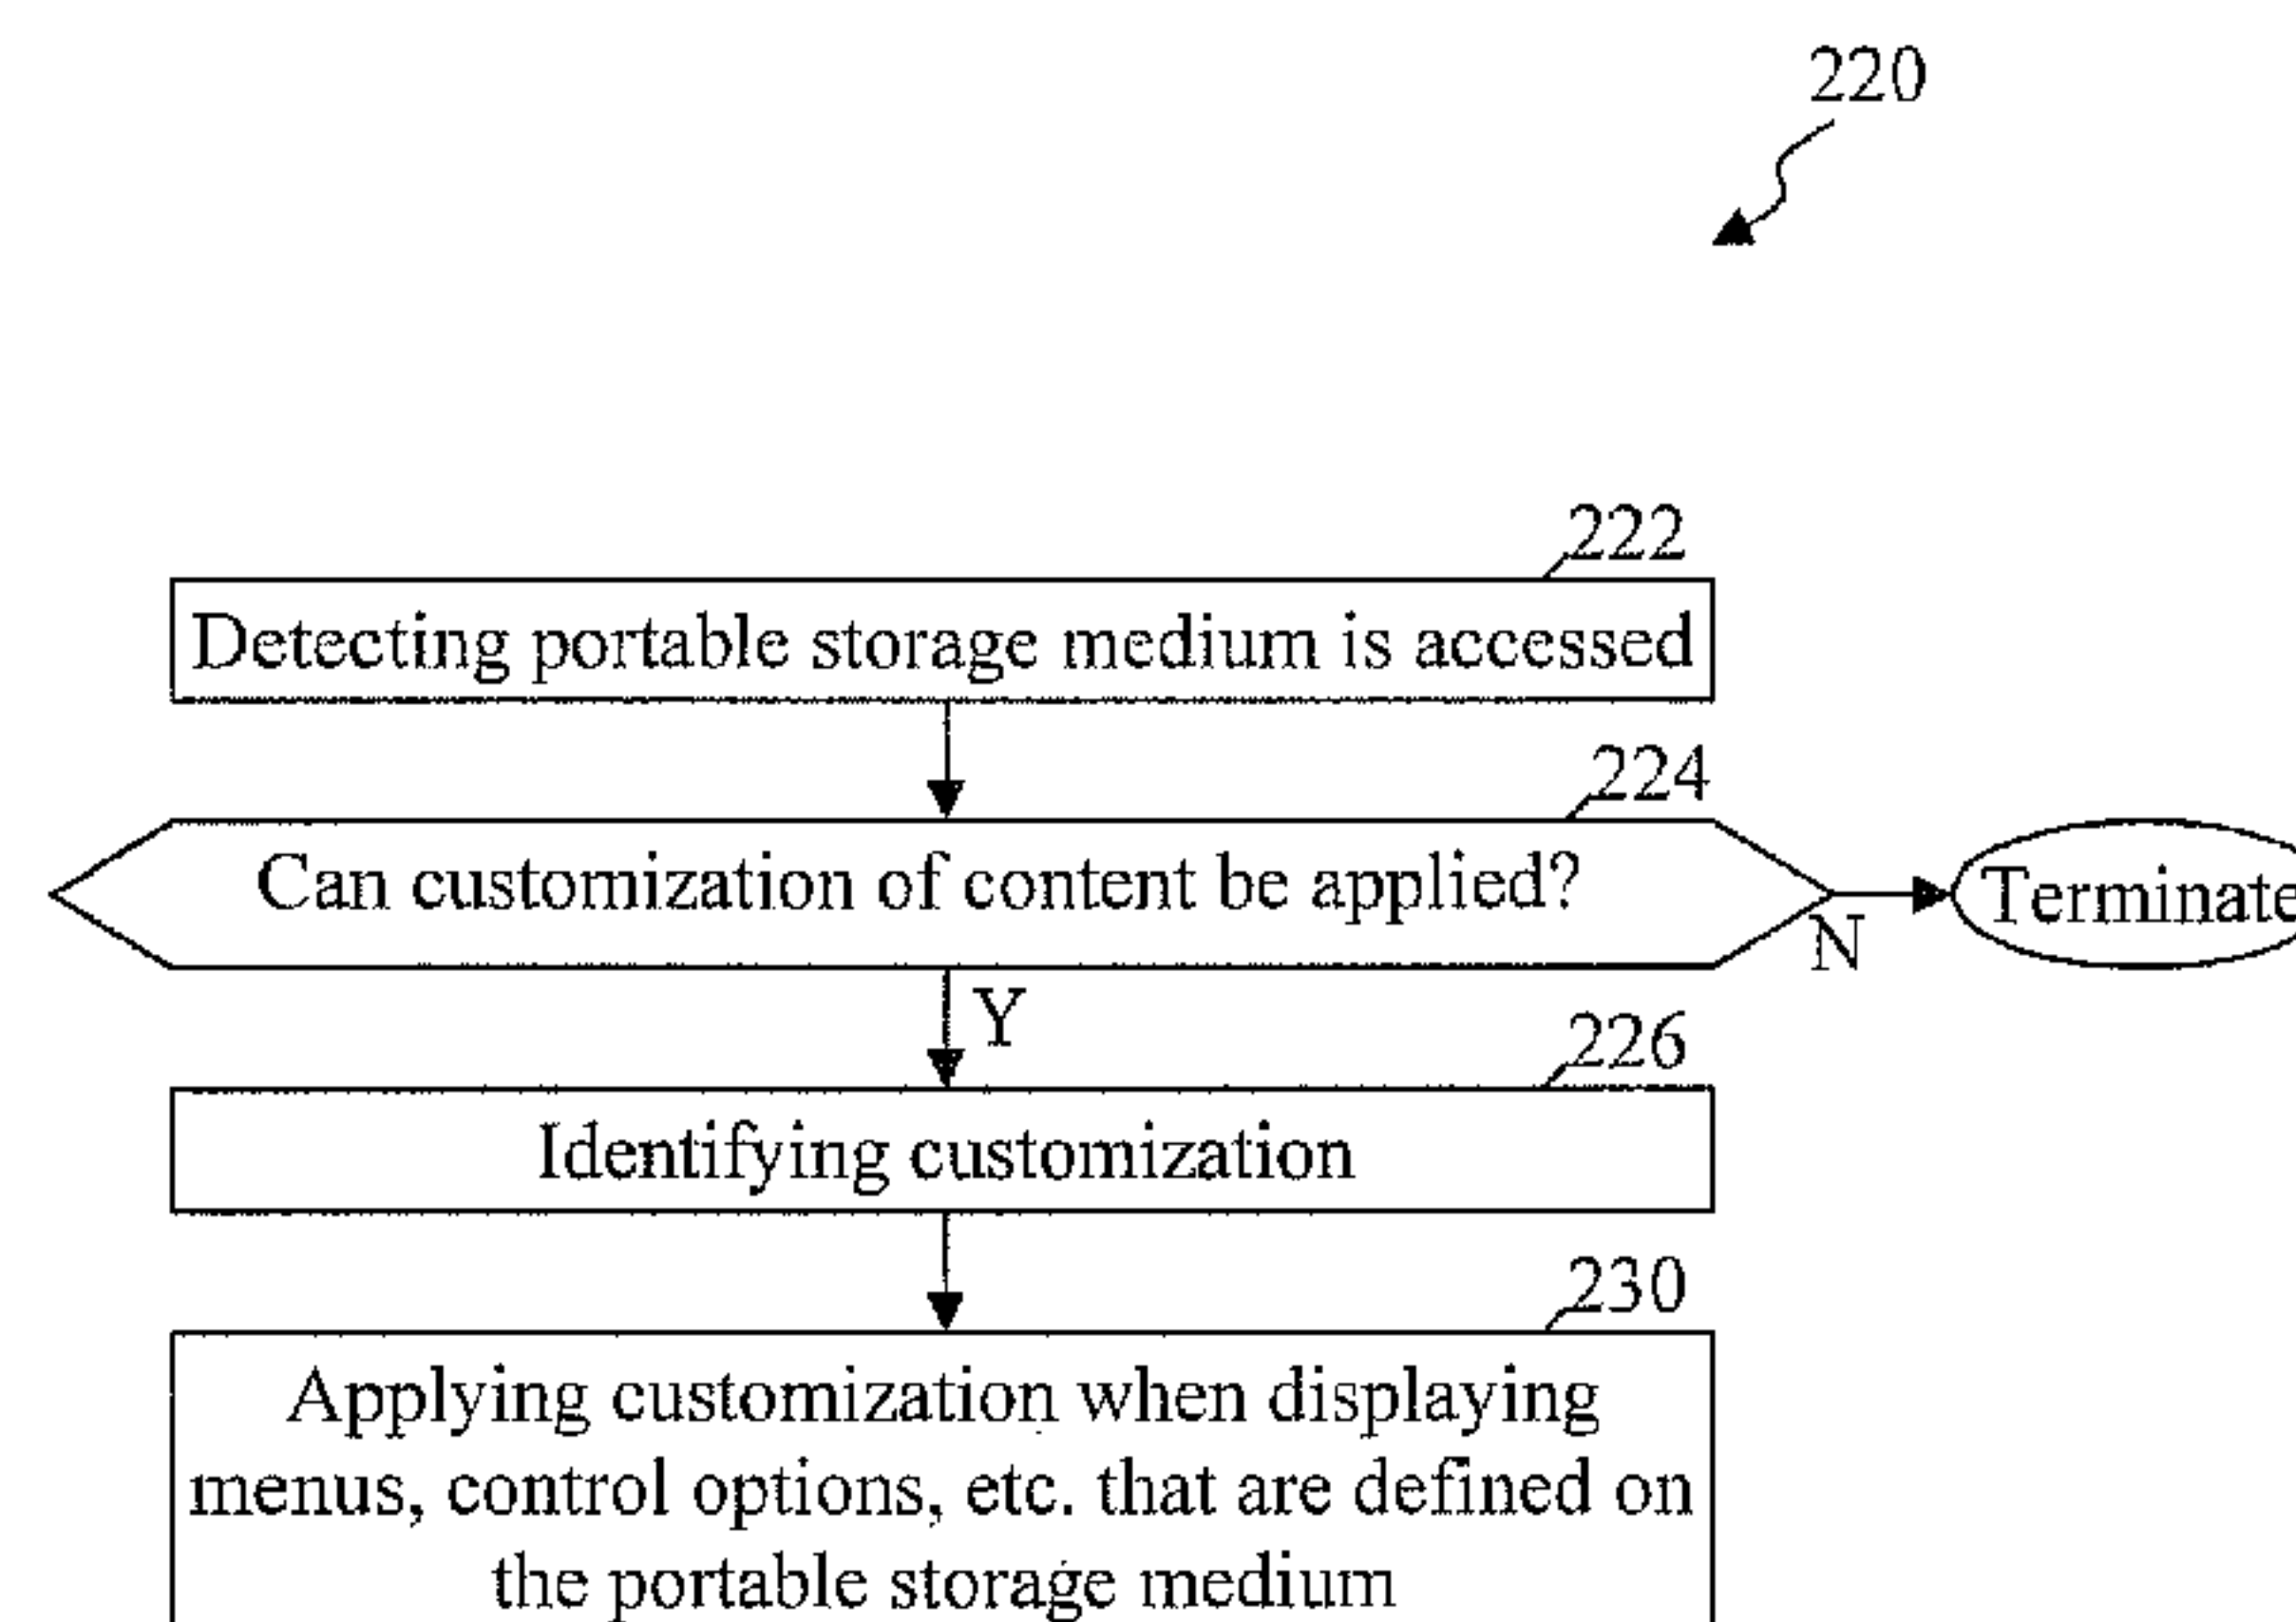 220
222
Detecting portable storage medium is accessed
224
Can customization of content be applied?
Terminate
N
Y
226
Identifying customization
230
Applying customization when displaying
menus, control options, etc. that are defined on
the portable storage medium